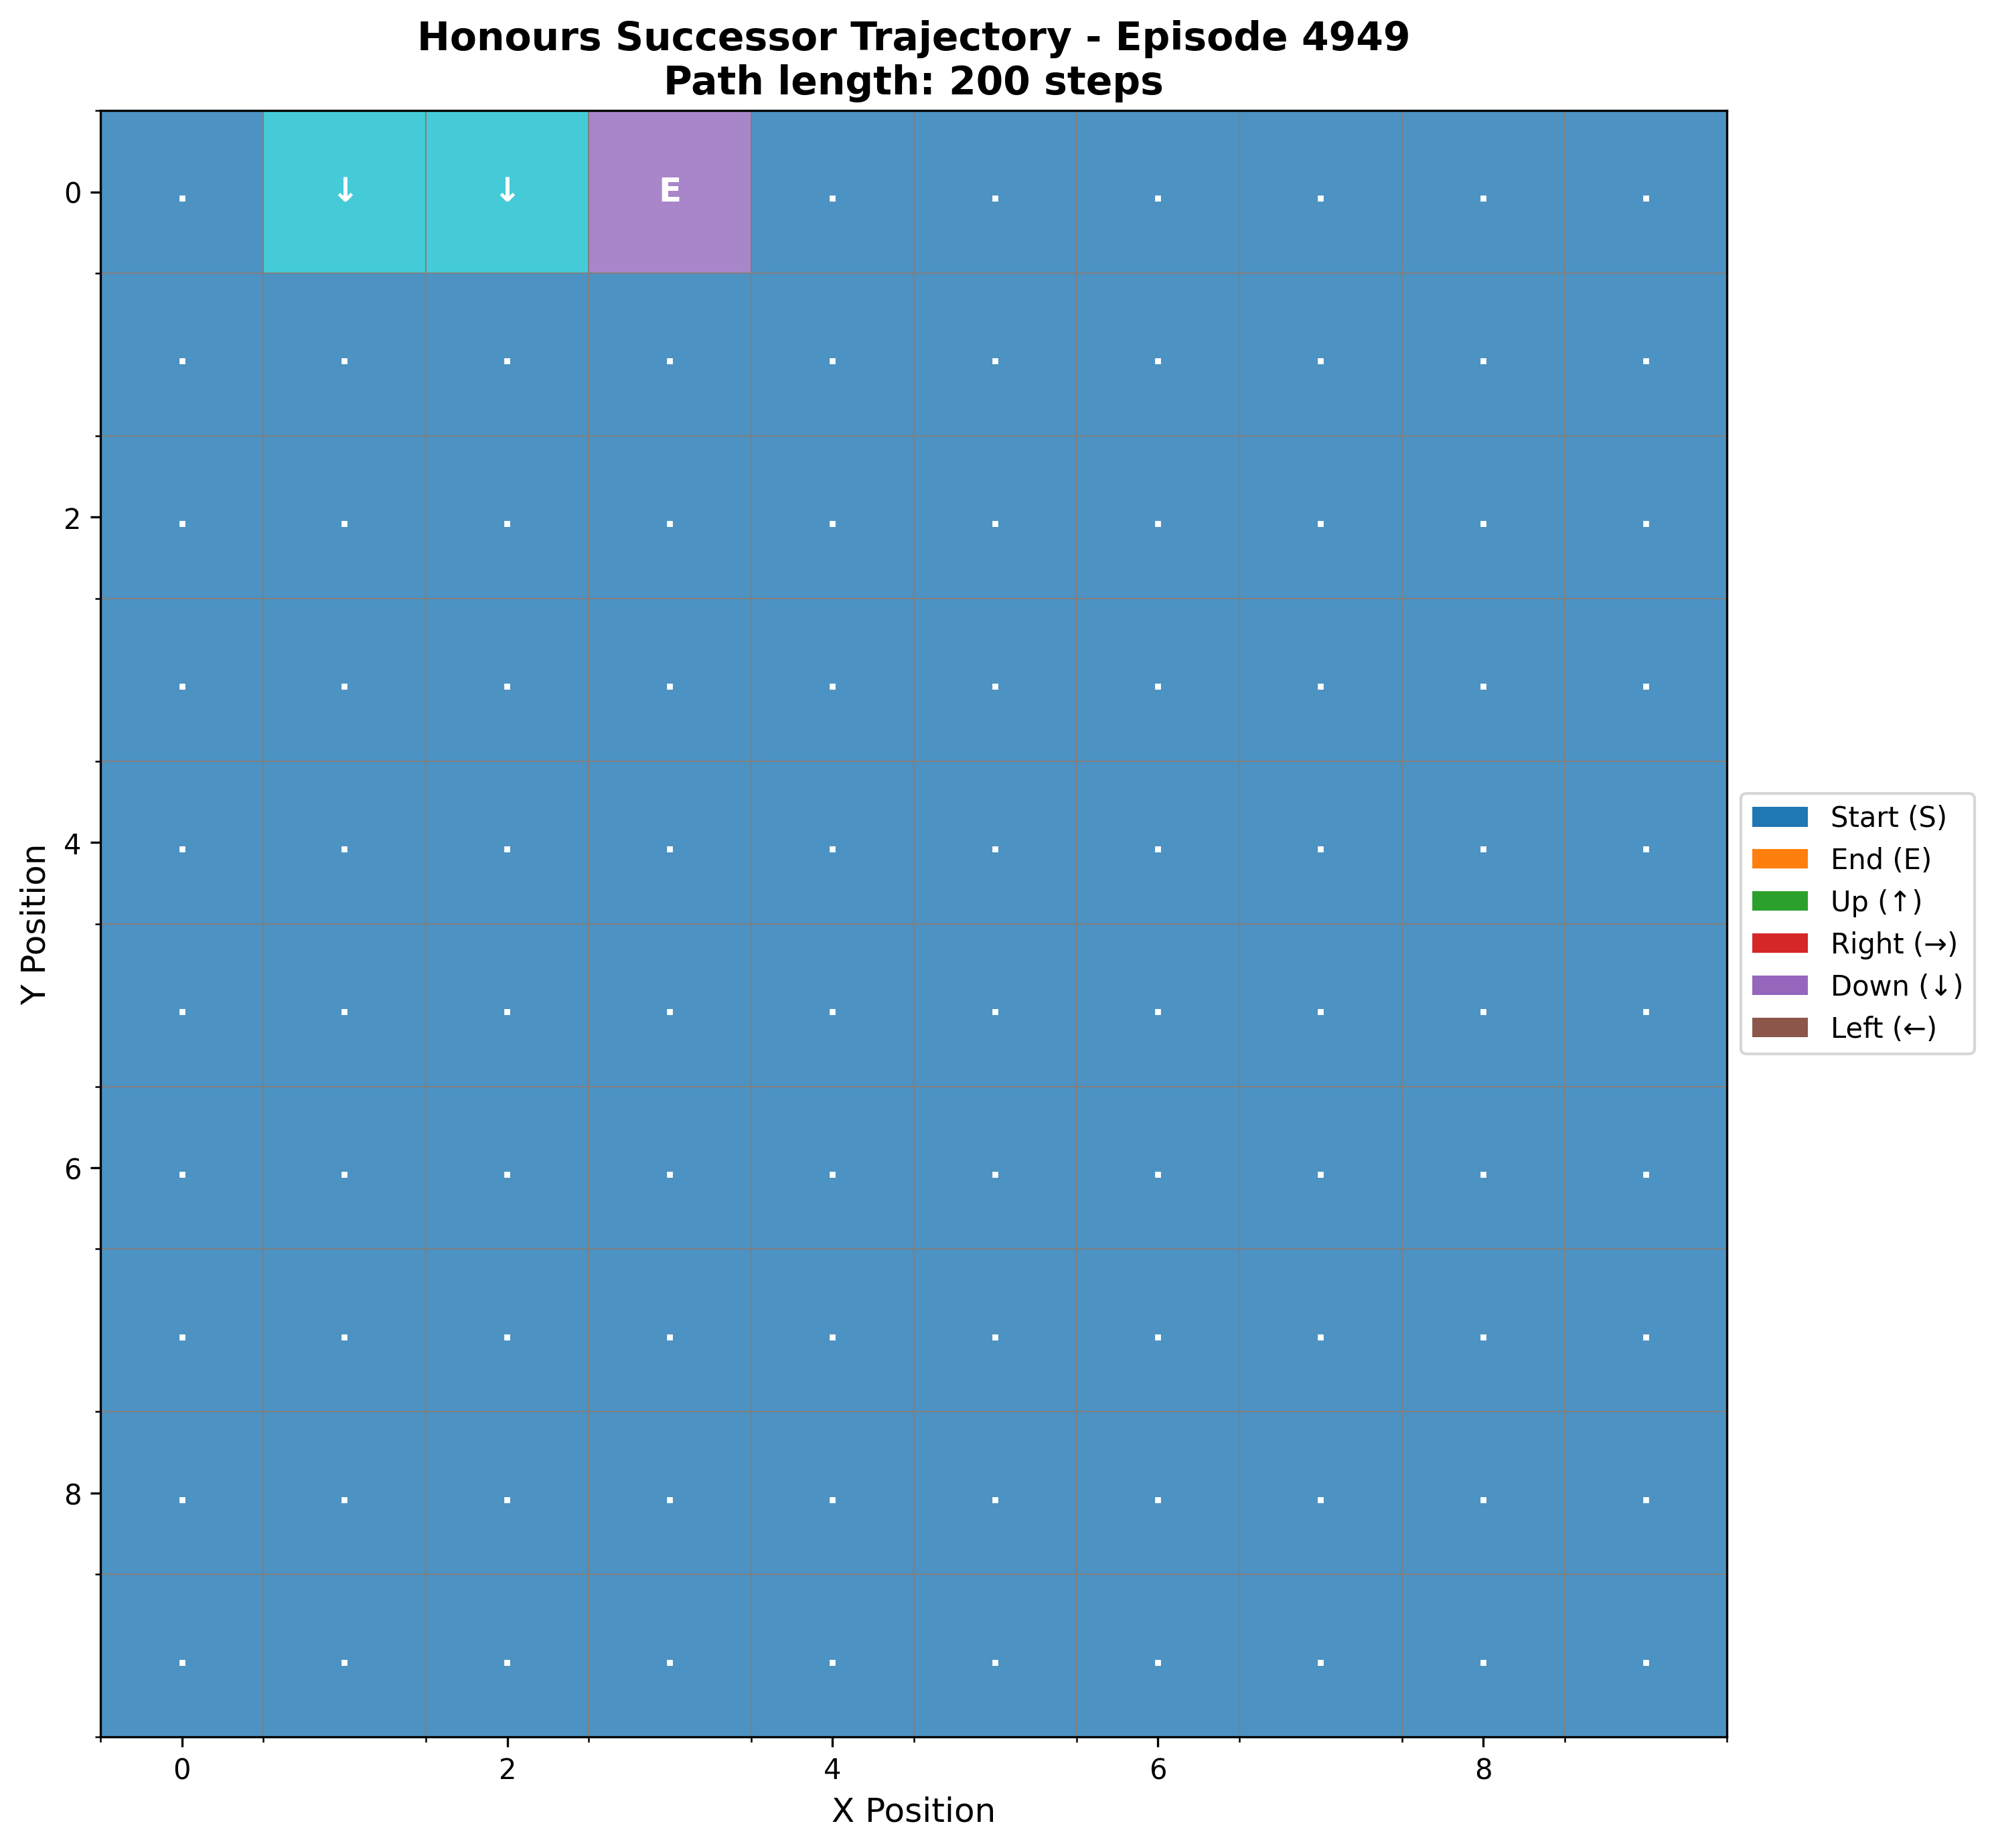 Honours Successor Trajectory - Episode 4949
Path length: 200 steps
0
· ↓ ↓ E · · · · · ·
· · · · · · · · · ·
2
· · · · · · · · · ·
· · · · · · · · · ·
4
· · · · · · · · · ·
· · · · · · · · · ·
6
· · · · · · · · · ·
· · · · · · · · · ·
8
· · · · · · · · · ·
· · · · · · · · · ·
Y Position
0 2 4 6 8
X Position
Start (S)
End (E)
Up (↑)
Right (→)
Down (↓)
Left (←)